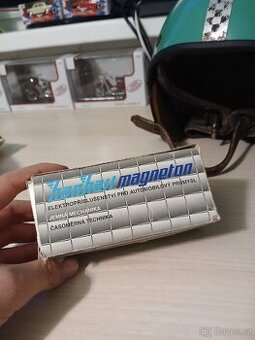 magneton
ELEKTROPŘÍSLUŠENSTVÍ PRO AUTOMOBILOVÝ PRŮMYSL
JEMNÁ MECHANIKA
ČASOMĚRNÁ TECHNIKA